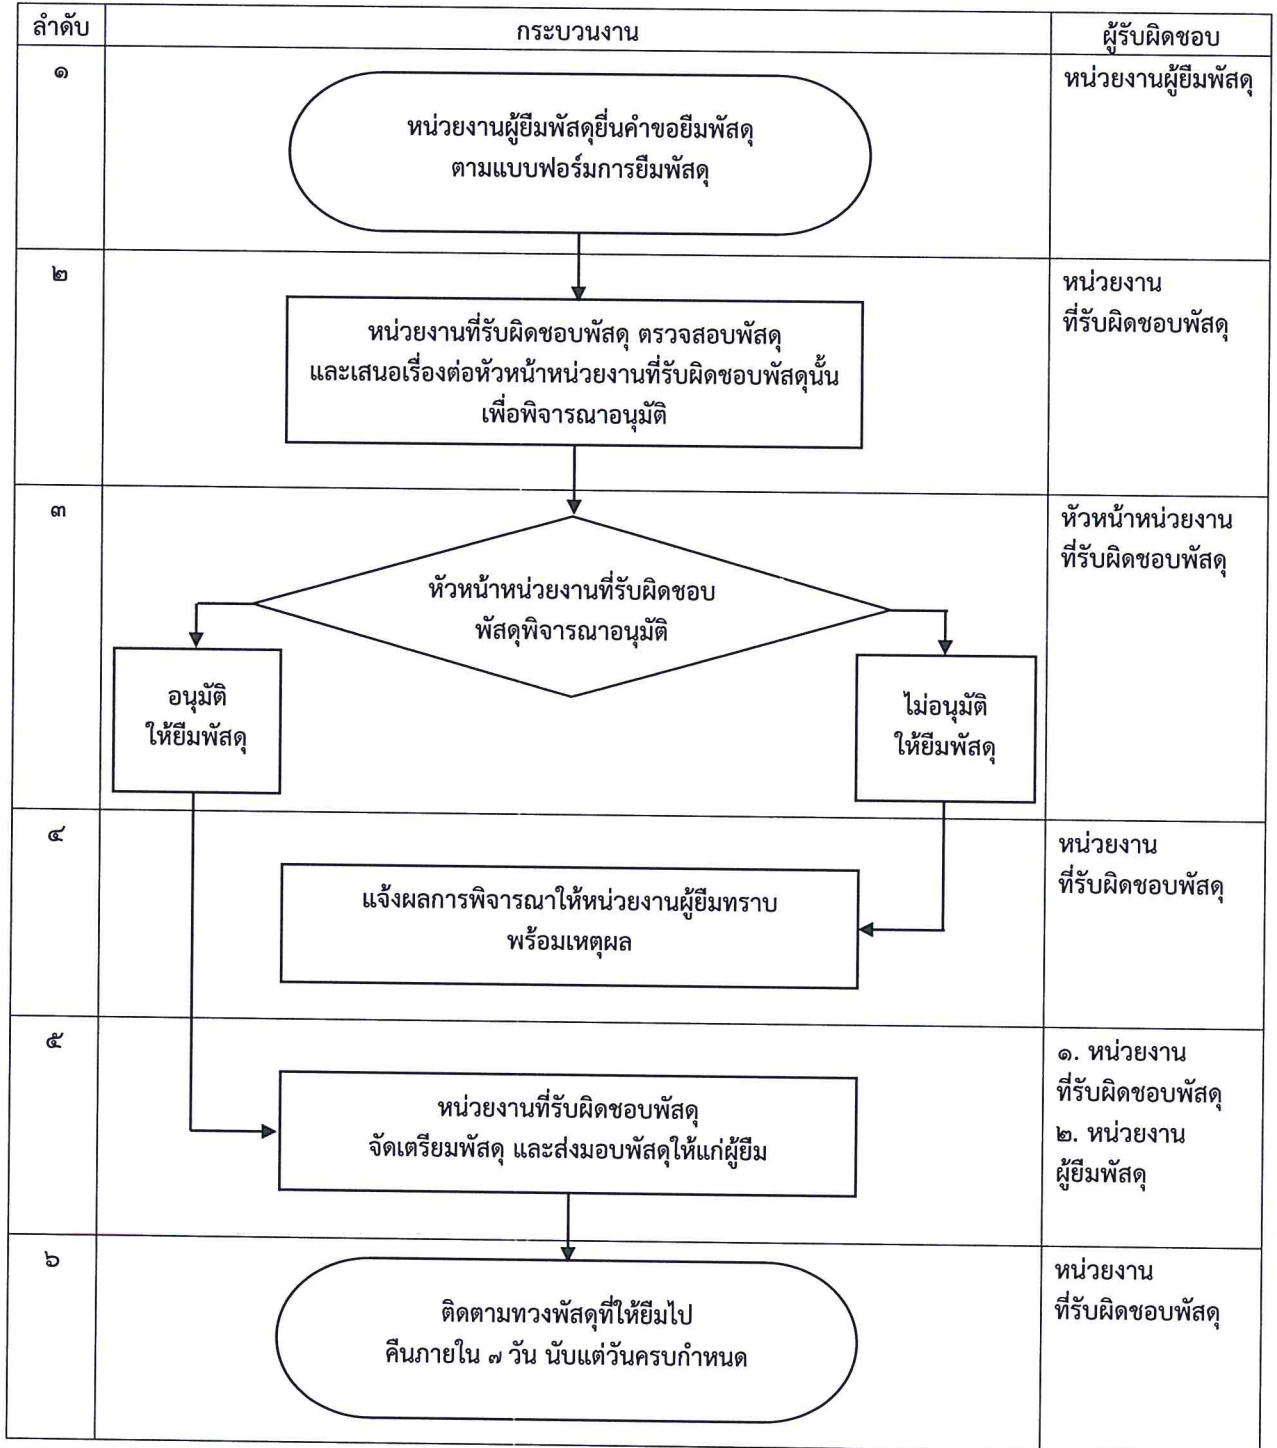 ลำดับ
กระบวนงาน
ผู้รับผิดชอบ
๑
หน่วยงานผู้ยืมพัสดุยื่นคำขอยืมพัสดุ
ตามแบบฟอร์มการยืมพัสดุ
หน่วยงานผู้ยืมพัสดุ
๒
หน่วยงานที่รับผิดชอบพัสดุ ตรวจสอบพัสดุ
และเสนอเรื่องต่อหัวหน้าหน่วยงานที่รับผิดชอบพัสดุนั้น
เพื่อพิจารณาอนุมัติ
หน่วยงาน
ที่รับผิดชอบพัสดุ
๓
หัวหน้าหน่วยงานที่รับผิดชอบ
พัสดุพิจารณาอนุมัติ
อนุมัติ
ให้ยืมพัสดุ
ไม่อนุมัติ
ให้ยืมพัสดุ
หัวหน้าหน่วยงาน
ที่รับผิดชอบพัสดุ
๔
แจ้งผลการพิจารณาให้หน่วยงานผู้ยืมทราบ
พร้อมเหตุผล
หน่วยงาน
ที่รับผิดชอบพัสดุ
๕
หน่วยงานที่รับผิดชอบพัสดุ
จัดเตรียมพัสดุ และส่งมอบพัสดุให้แก่ผู้ยืม
๑. หน่วยงาน
ที่รับผิดชอบพัสดุ
๒. หน่วยงาน
ผู้ยืมพัสดุ
๖
ติดตามทวงพัสดุที่ให้ยืมไป
คืนภายใน ๗ วัน นับแต่วันครบกำหนด
หน่วยงาน
ที่รับผิดชอบพัสดุ